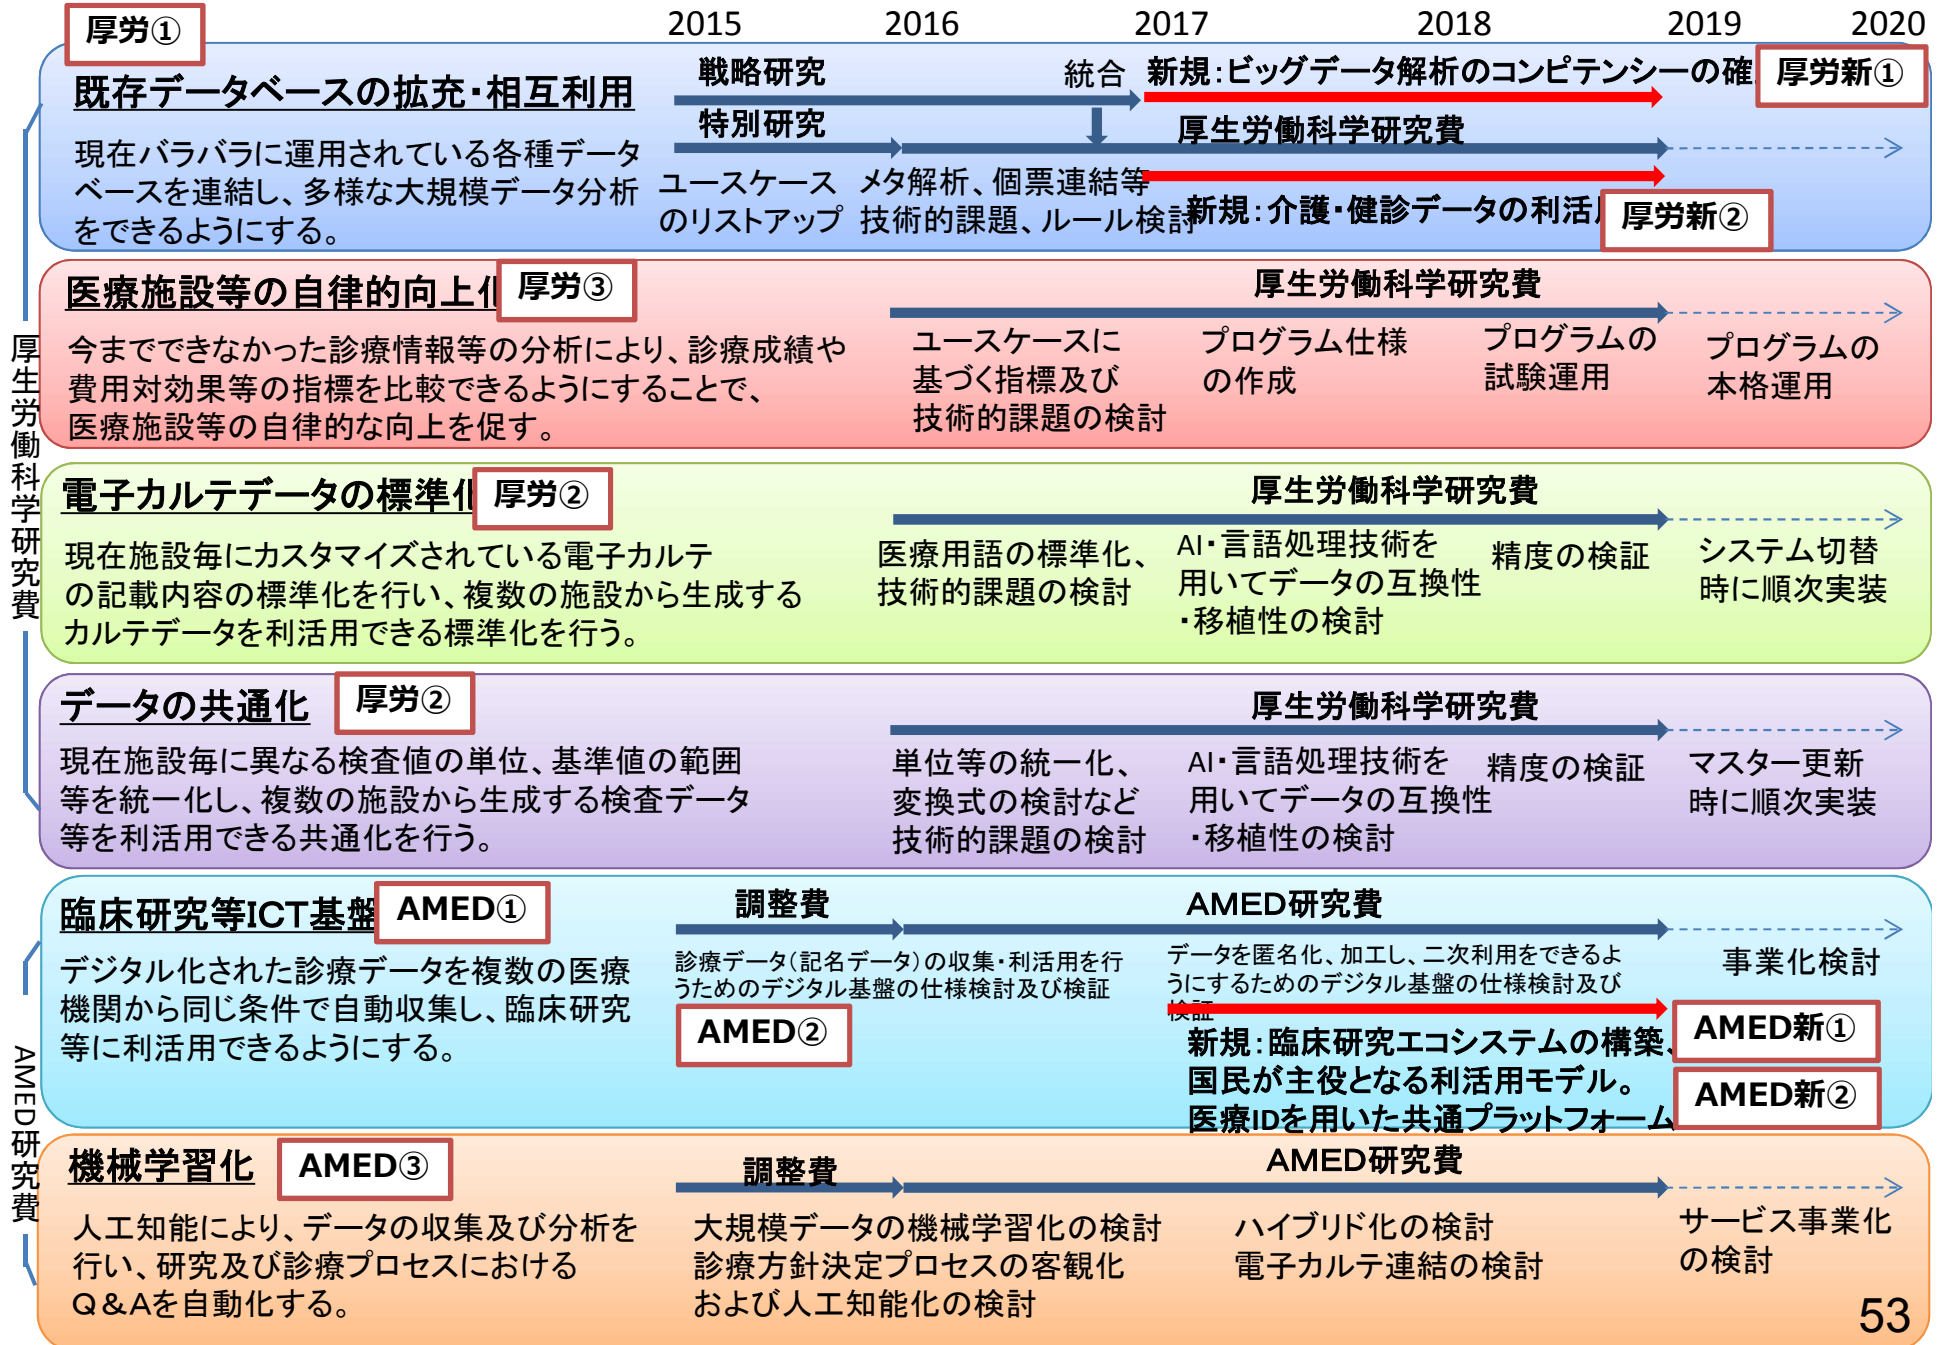 厚労①
2015 2016 2017 2018 2019 2020
既存データベースの拡充・相互利用
現在バラバラに運用されている各種データ
ベースを連結し、多様な大規模データ分析
をできるようにする。
戦略研究
統合
新規：ビッグデータ解析のコンピテンシーの確
厚労新①
特別研究
厚生労働科学研究費
ユースケース
のリストアップ
メタ解析、個票連結等
技術的課題、ルール検討
新規：介護・健診データの利活
厚労新②
厚生労働科学研究費
医療施設等の自律的向上化
厚労③
今までできなかった診療情報等の分析により、診療成績や
費用対効果等の指標を比較できるようにすることで、
医療施設等の自律的な向上を促す。
厚生労働科学研究費
ユースケースに
基づく指標及び
技術的課題の検討
プログラム仕様
の作成
プログラムの
試験運用
プログラムの
本格運用
電子カルテデータの標準化
厚労②
現在施設毎にカスタマイズされている電子カルテ
の記載内容の標準化を行い、複数の施設から生成する
カルテデータを利活用できる標準化を行う。
厚生労働科学研究費
医療用語の標準化、
技術的課題の検討
AI・言語処理技術を
用いてデータの互換性
・移植性の検討
精度の検証
システム切替
時に順次実装
データの共通化
厚労②
現在施設毎に異なる検査値の単位、基準値の範囲
等を統一化し、複数の施設から生成する検査データ
等を利活用できる共通化を行う。
厚生労働科学研究費
単位等の統一化、
変換式の検討など
技術的課題の検討
AI・言語処理技術を
用いてデータの互換性
・移植性の検討
精度の検証
マスター更新
時に順次実装
AMED研究費
臨床研究等ICT基盤
AMED①
デジタル化された診療データを複数の医療
機関から同じ条件で自動収集し、臨床研究
等に利活用できるようにする。
調整費
AMED研究費
診療データ（記名データ）の収集・利活用を行
うためのデジタル基盤の仕様検討及び検証
AMED②
データを匿名化、加工し、二次利用をできるよ
うにするためのデジタル基盤の仕様検討及び
検証
事業化検討
新規：臨床研究エコシステムの構築、
国民が主役となる利活用モデル。
医療IDを用いた共通プラットフォーム
AMED新①
AMED新②
機械学習化
AMED③
人工知能により、データの収集及び分析を
行い、研究及び診療プロセスにおける
Q&Aを自動化する。
調整費
AMED研究費
大規模データの機械学習化の検討
診療方針決定プロセスの客観化
および人工知能化の検討
ハイブリド化の検討
電子カルテ連結の検討
サービス事業化
の検討
53